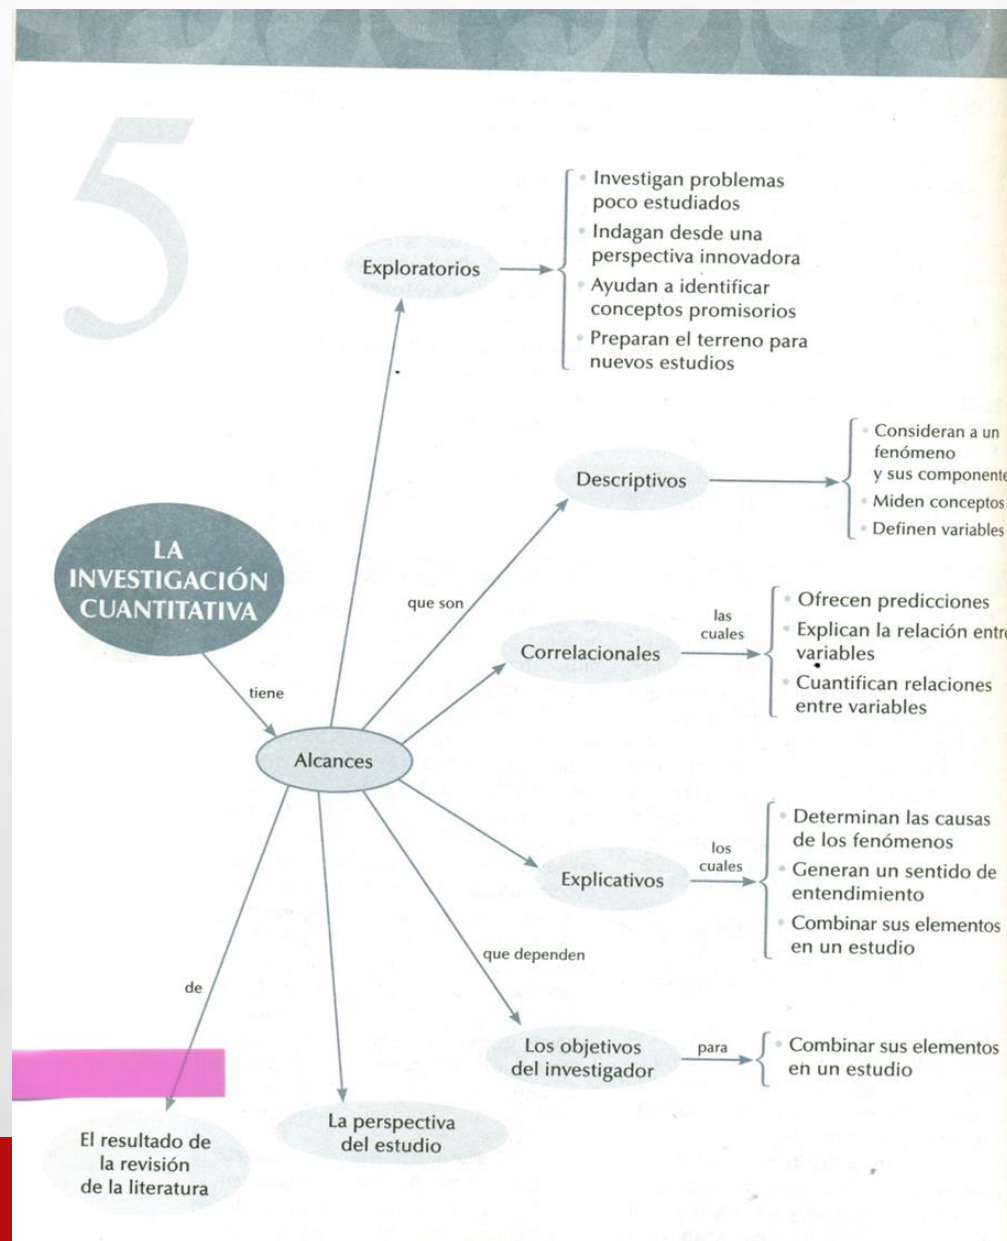 5
Exploratorios
Investigan problemas
poco estudiados
Indagan desde una
perspectiva innovadora
Ayudan a identificar
conceptos promisorios
Preparan el terreno para
nuevos estudios
Descriptivos
Consideran a un
fenómeno
y sus componente
Miden conceptos
Definen variables
LA
INVESTIGACIÓN
CUANTITATIVA
tiene
Alcances
que son
Correlacionales
las
cuales
Ofrecen predicciones
Explican la relación entre
variables
Cuantifican relaciones
entre variables
Explicativos
los
cuales
Determinan las causas
de los fenómenos
Generan un sentido de
entendimiento
Combinar sus elementos
en un estudio
que dependen
de
Los objetivos
del investigador
para
Combinar sus elementos
en un estudio
La perspectiva
del estudio
El resultado de
la revisión
de la literatura